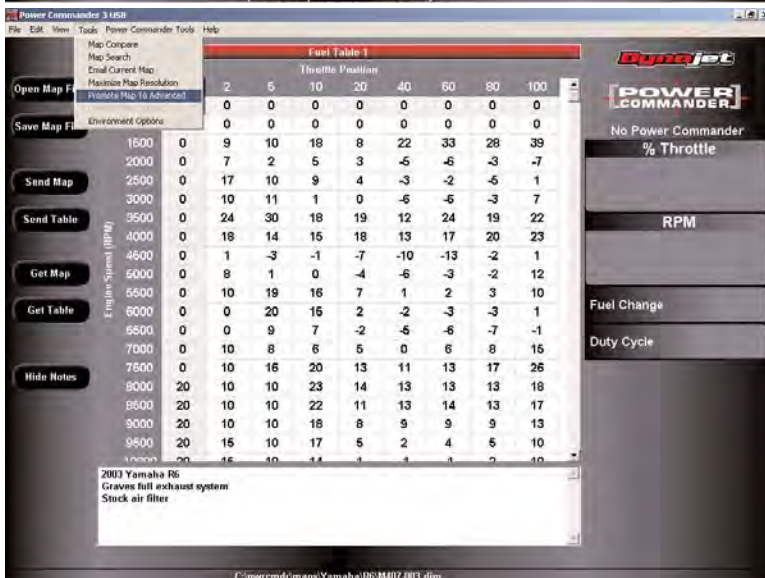 Power Commander 3 USB
File Edit View Tools Power Commander Tools Help
Map Compare
Map Search
Email Current Map
Maximize Map Resolution
Promote Map To Advanced
Environment Options
Open Map Fi
Save Map Fi
Send Map
Send Table
Get Map
Get Table
Hide Notes
Fuel Table 1
Throttle Position
Engine Speed (RPM)
2 5 10 20 40 60 80 100
0 0 0 0 0 0 0 0
0 0 0 0 0 0 0 0
1500 0 9 10 18 8 22 33 28 39
2000 0 7 2 5 3 -5 -6 -3 -7
2500 0 17 10 9 4 -3 -2 -5 1
3000 0 10 11 1 0 -6 -6 -3 7
3500 0 24 30 18 19 12 24 19 22
4000 0 18 14 15 18 13 17 20 23
4500 0 1 -3 -1 -7 -10 -13 -2 1
5000 0 8 1 0 -4 -6 -3 -2 12
5500 0 10 19 16 7 1 2 3 10
6000 0 0 20 15 2 -2 -3 -3 1
6500 0 0 9 7 -2 -5 -6 -7 -1
7000 0 10 8 6 5 0 6 8 15
7500 0 10 16 20 13 11 13 17 26
8000 20 10 10 23 14 13 13 13 18
8500 20 10 10 22 11 13 14 13 17
9000 20 10 10 18 8 9 9 9 13
9500 20 15 10 17 5 2 4 5 10
2003 Yamaha R6
Graves full exhaust system
Stock air filter
Dynojet
POWER
COMMANDER
No Power Commander
% Throttle
RPM
Fuel Change
Duty Cycle
C:\pwrcmdr\maps\Yamaha\R6\M407-003.djm